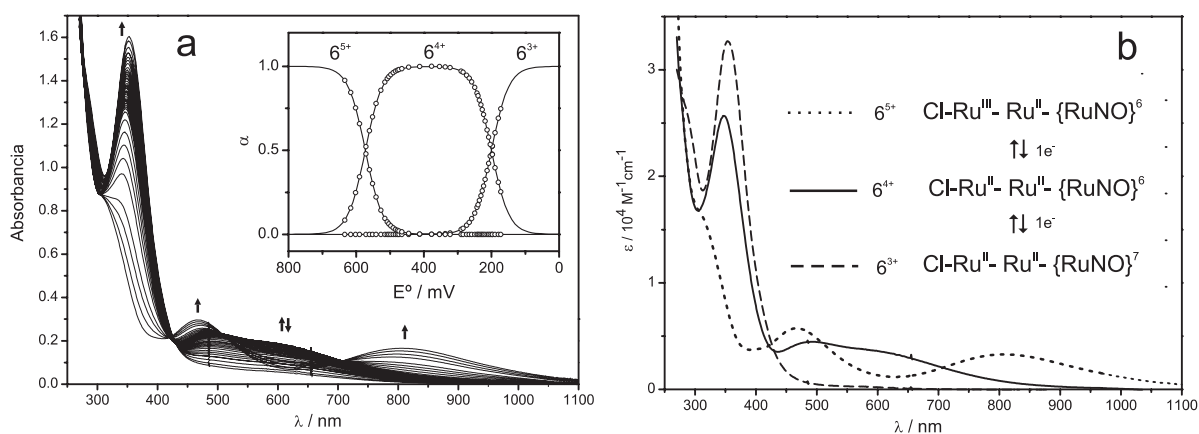 a
Absorbancia
1.6
1.4
1.2
1.0
0.8
0.6
0.4
0.2
0.0
300 400 500 600 700 800 900 1000 1100
λ / nm
6⁵⁺ 6⁴⁺ 6³⁺
α
1.0
0.5
0.0
800 600 400 200 0
Eº / mV
b
ε / 10⁴ M⁻¹cm⁻¹
3
2
1
0
300 400 500 600 700 800 900 1000 1100
λ / nm
6⁵⁺ Cl-Ruᴵᴵᴵ- Ruᴵᴵ- {RuNO}⁶
↑↓ 1e⁻
6⁴⁺ Cl-Ruᴵᴵ- Ruᴵᴵ- {RuNO}⁶
↑↓ 1e⁻
6³⁺ Cl-Ruᴵᴵ- Ruᴵᴵ- {RuNO}⁷